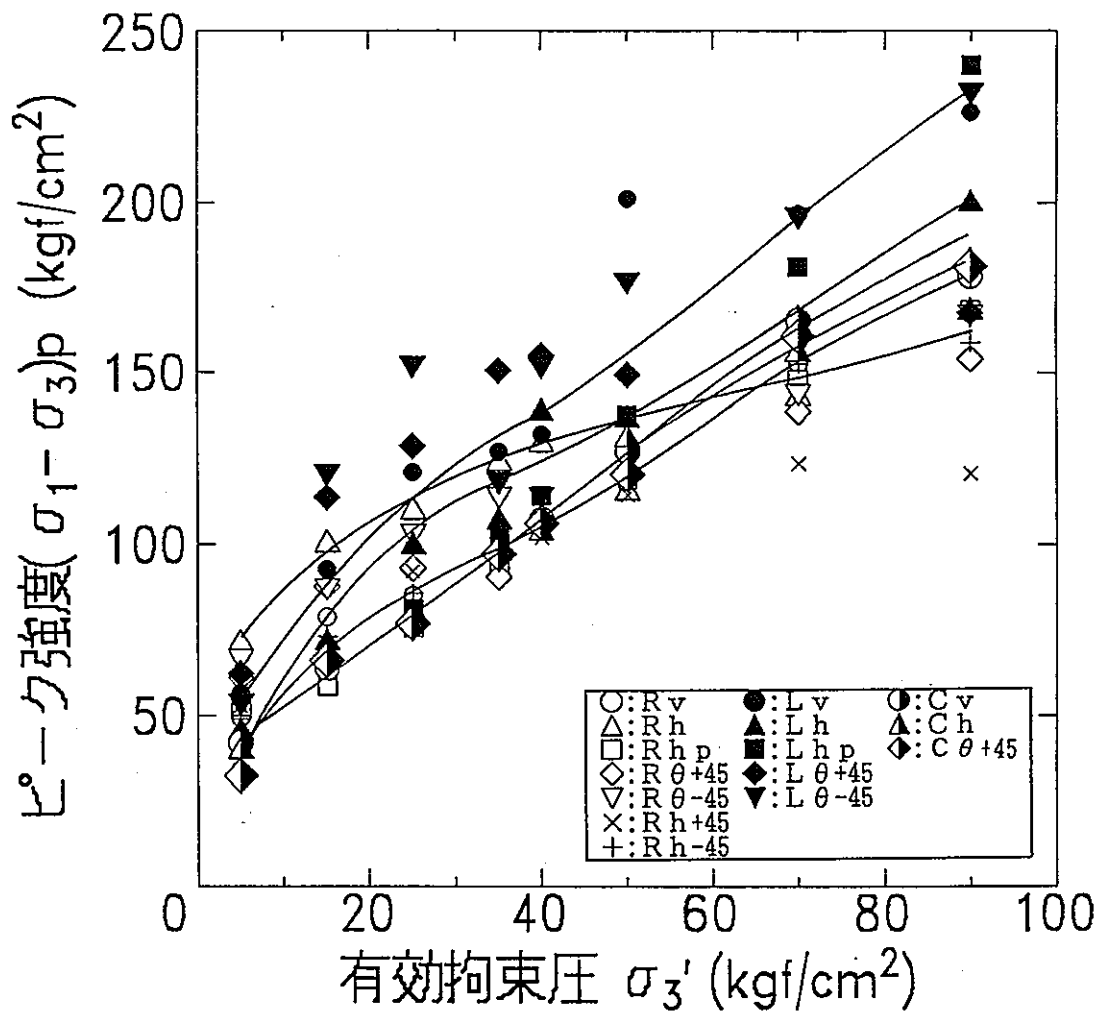 ピーク強度(σ1-σ3)p (kgf/cm2)
250
200
150
100
50
0 20 40 60 80 100
有効拘束圧 σ3' (kgf/cm2)
○:Rv ●:Lv ◐:Cv
△:Rh ▲:Lh ◮:Ch
□:Rhp ■:Lhp ⬗:Cθ+45
◇:Rθ+45 ◆:Lθ+45
▽:Rθ-45 ▼:Lθ-45
×:Rh+45
+:Rh-45